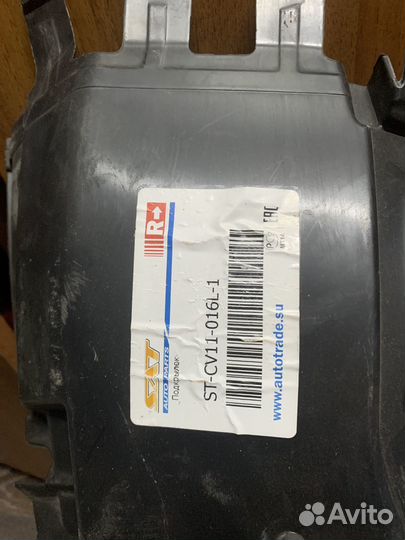 R→
SAT
AUTO PARTS
Подкрылок
ST-CV11-016L-1
EAC
www.autotrade.su
Avito